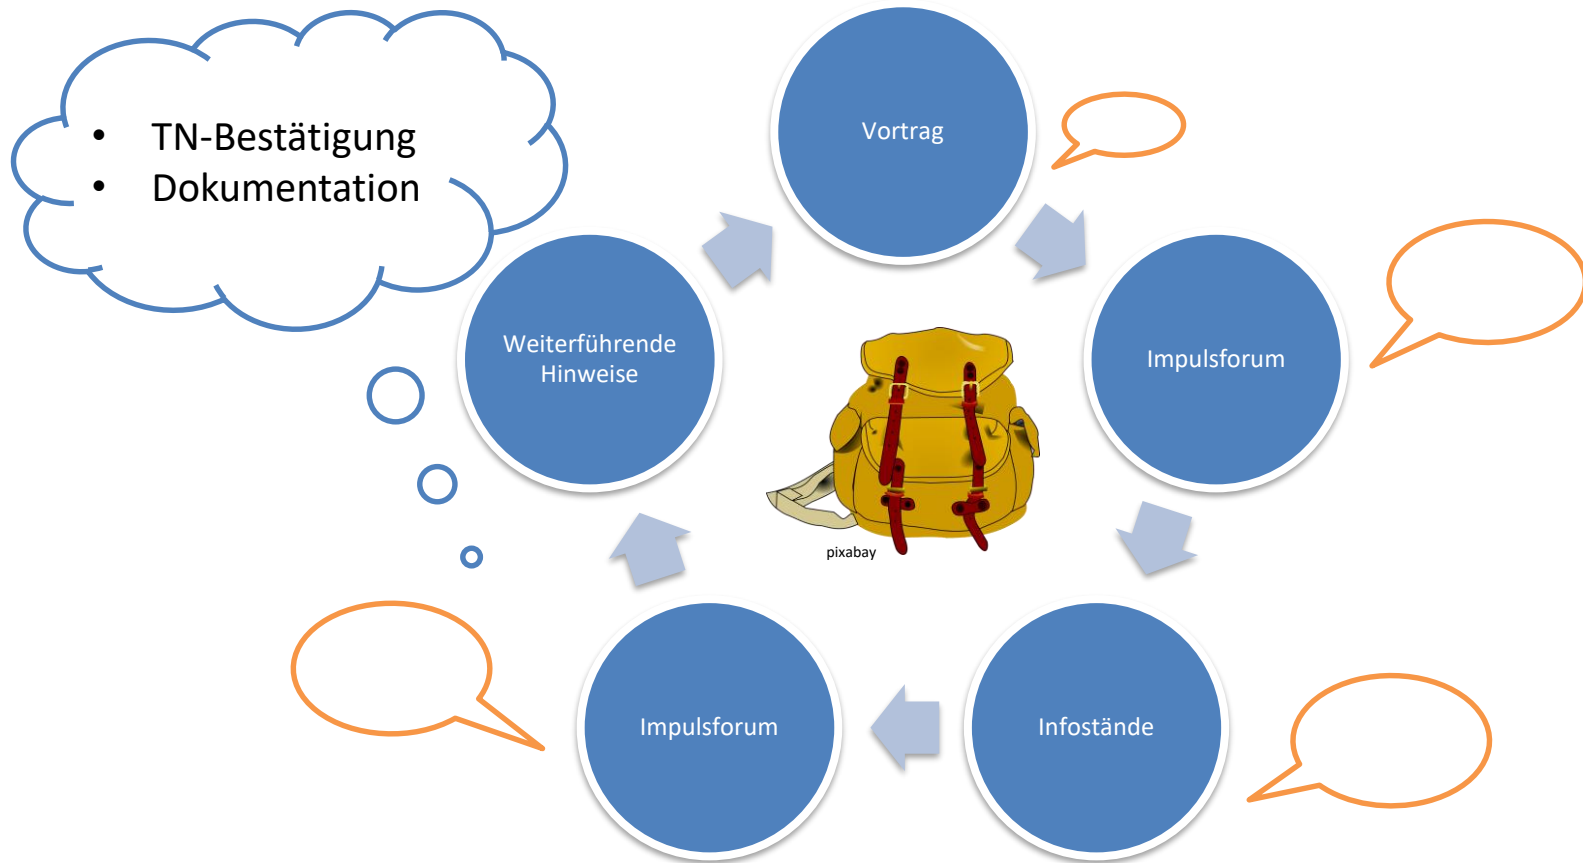 • TN-Bestätigung
• Dokumentation
Vortrag
Impulsforum
Infostände
Impulsforum
Weiterführende
Hinweise
pixabay